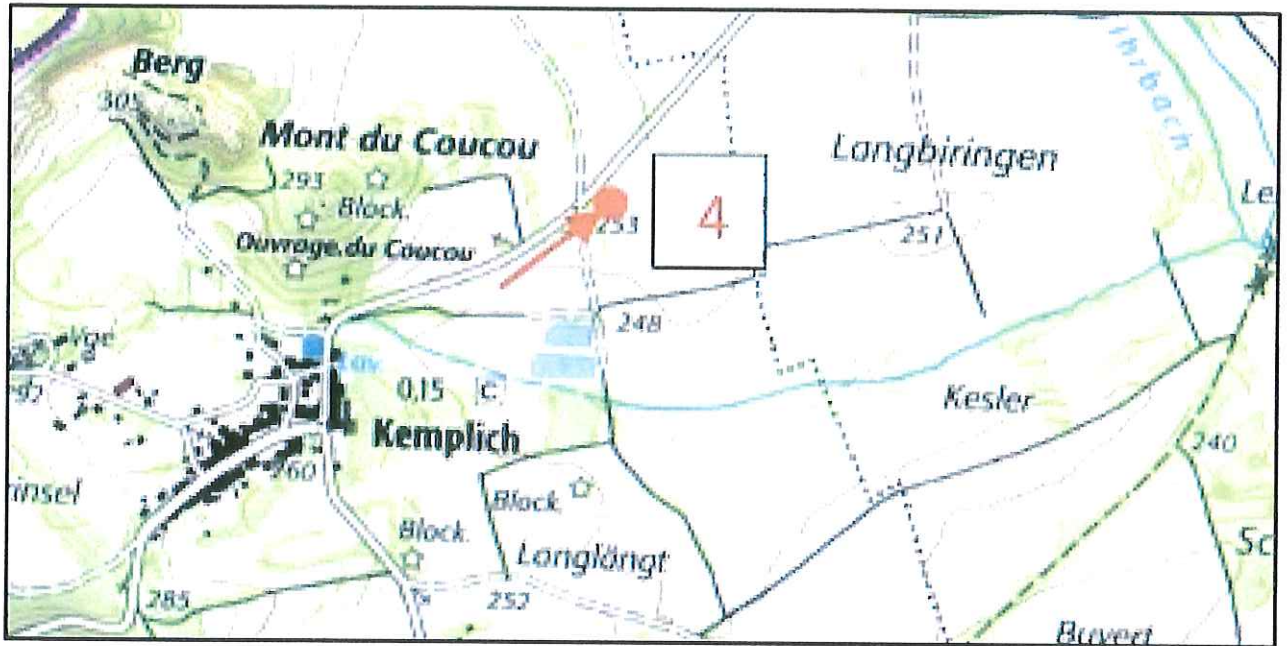 Berg
305
Mont du Coucou
293
Block.
Ouvrage du Coucou
253
4
Langbiringen
251
248
0,15
C
Kemplich
260
Kesler
240
Block.
Block.
Langlängt
252
285